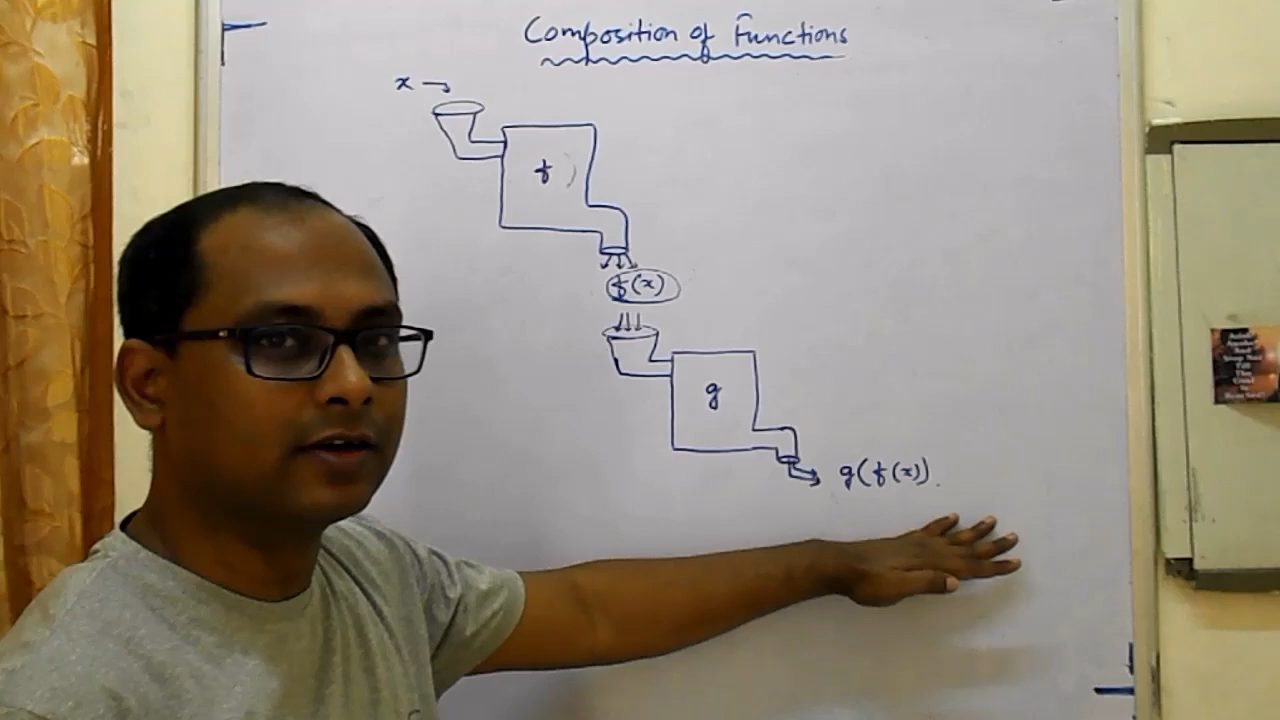 Composition of Functions
x →
f
f(x)
g
g(f(x)).